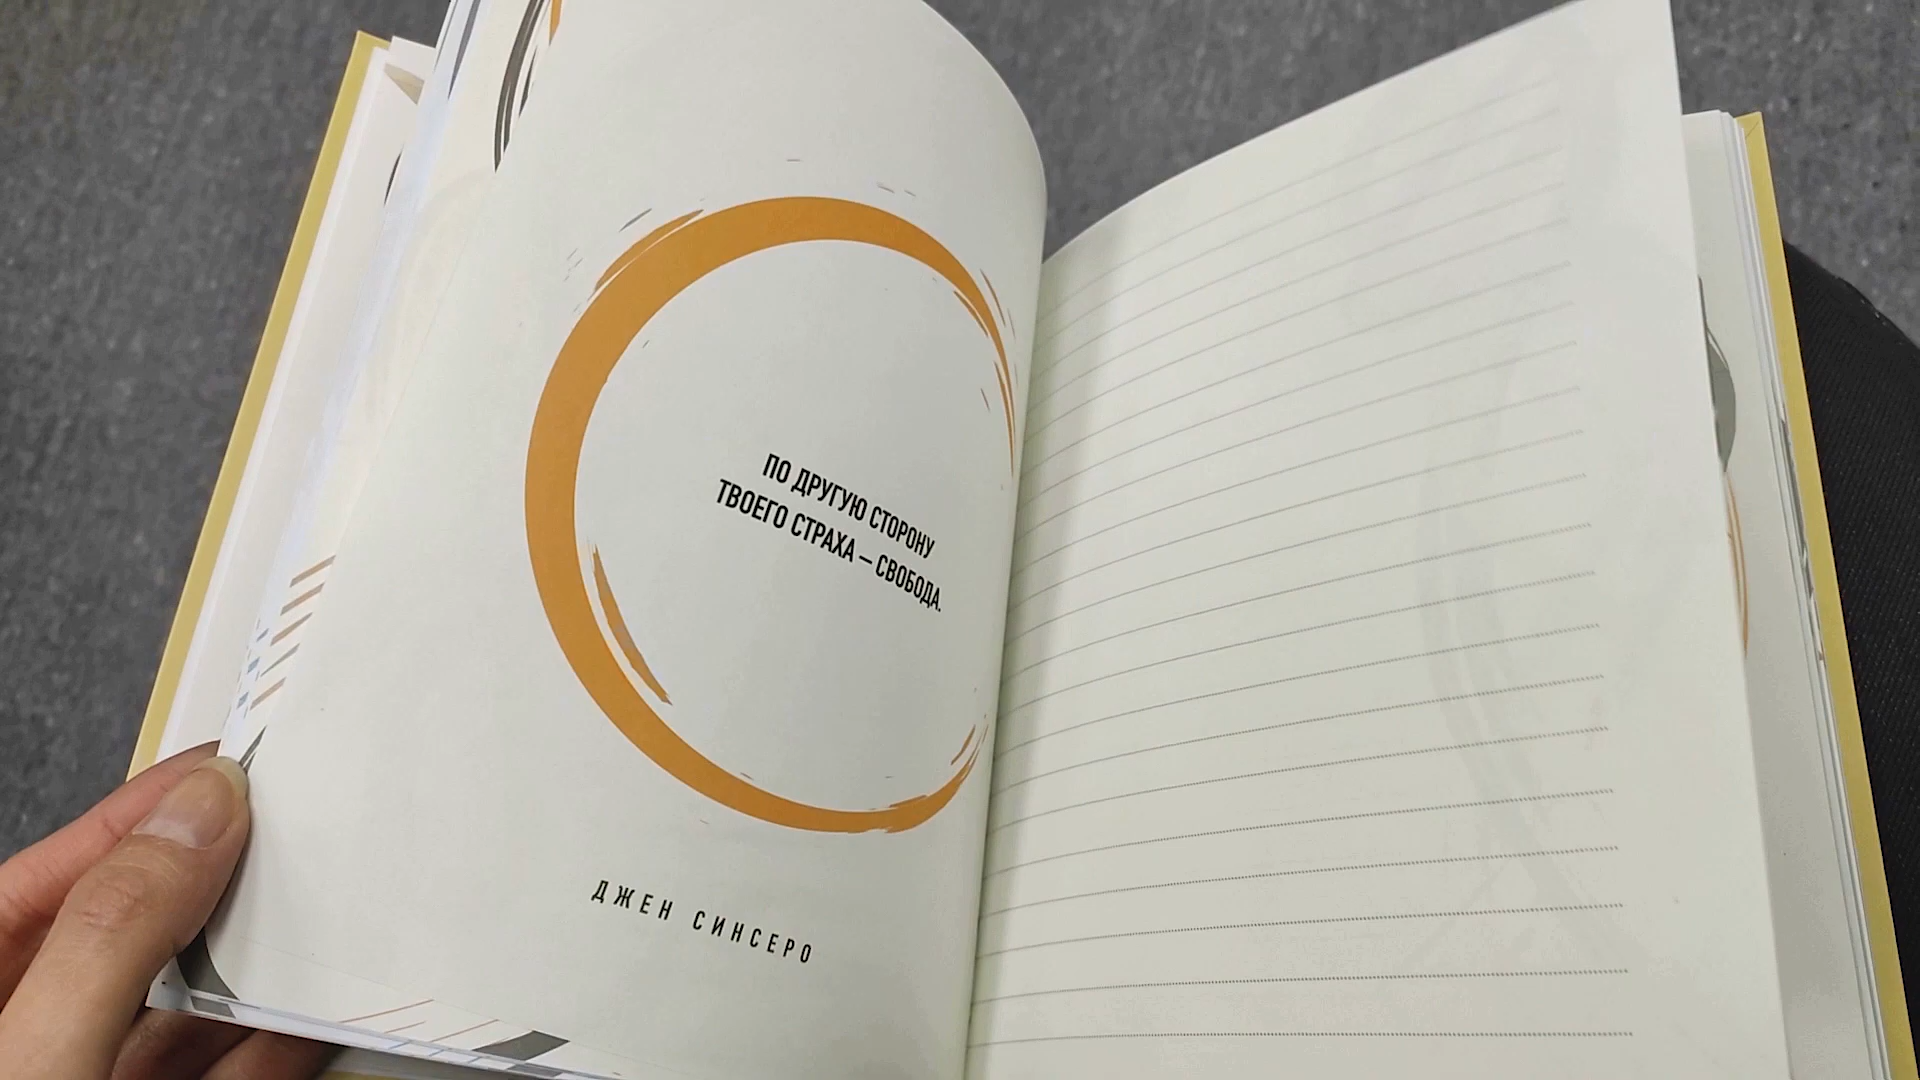 ПО ДРУГУЮ СТОРОНУ
ТВОЕГО СТРАХА — СВОБОДА.
ДЖЕН СИНСЕРО